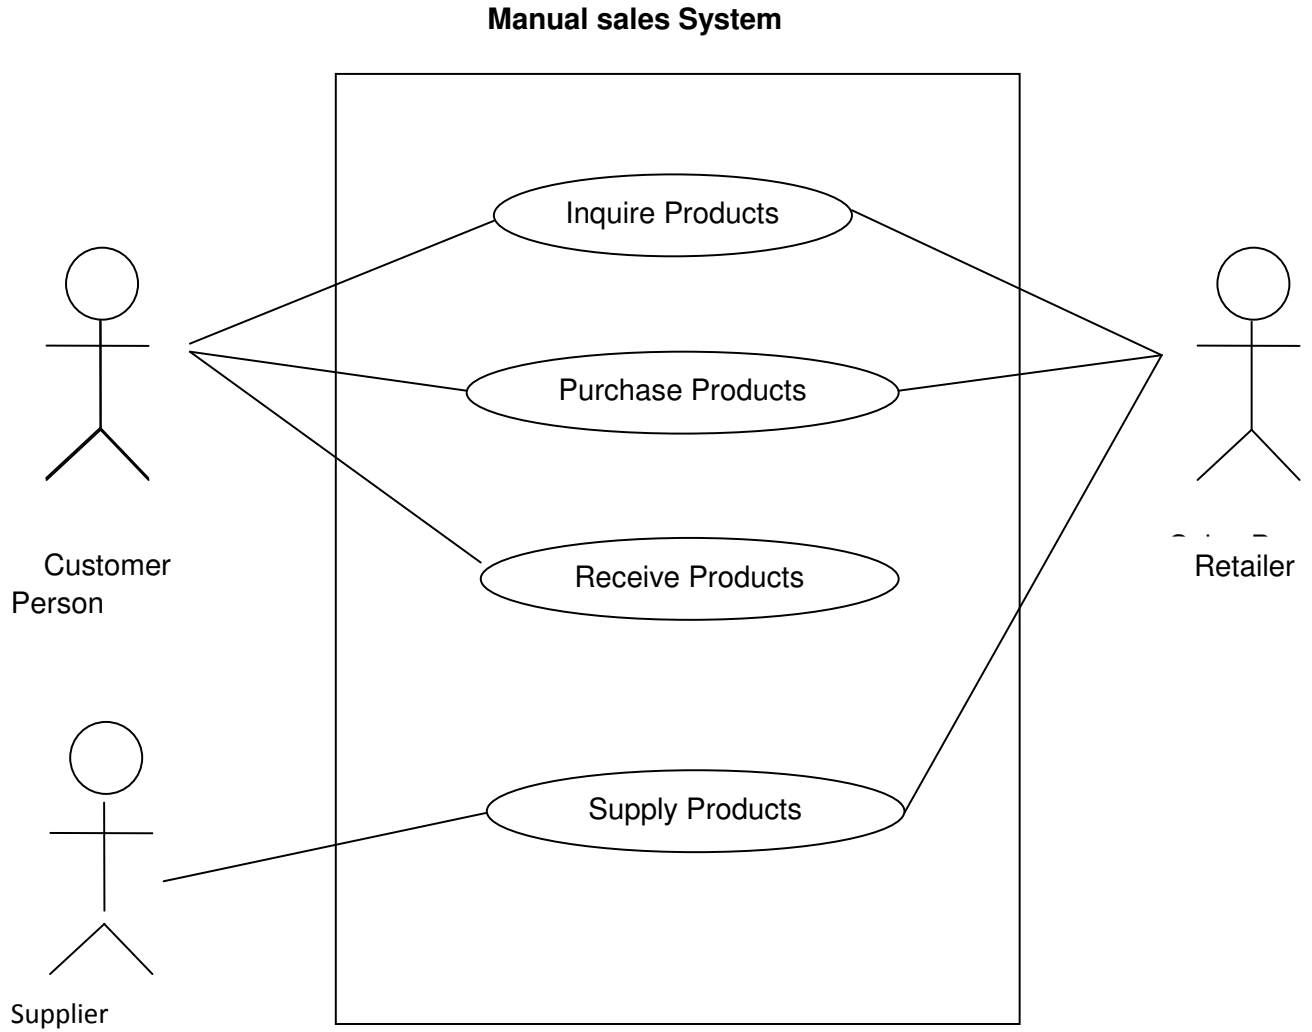 Manual sales System
Inquire Products
Purchase Products
Customer
Person
Receive Products
Retailer
Supply Products
Supplier